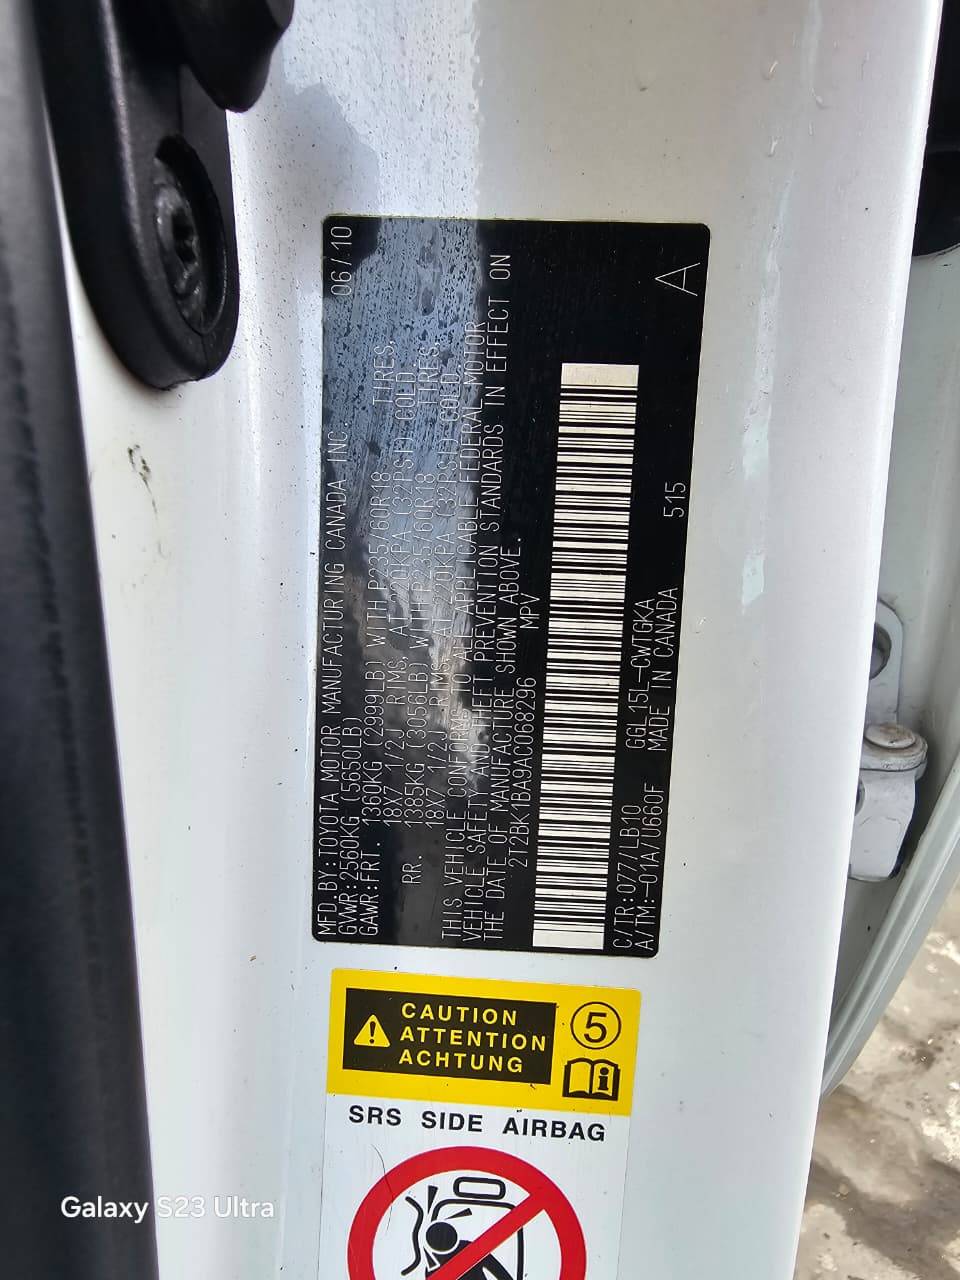 MFD.BY:TOYOTA MOTOR MANUFACTURING CANADA INC. 06/10
GVWR:2560KG (5650LB)
GAWR:FRT. 1360KG (2999LB) WITH P235/60R18 TIRES,
18X7 1/2J RIMS, AT 220KPA (32PSI) COLD.
RR. 1385KG (3056LB) WITH P235/60R18 TIRES,
18X7 1/2J RIMS, AT 220KPA (32PSI) COLD.
THIS VEHICLE CONFORMS TO ALL APPLICABLE FEDERAL MOTOR
VEHICLE SAFETY AND THEFT PREVENTION STANDARDS IN EFFECT ON
THE DATE OF MANUFACTURE SHOWN ABOVE.
2T2BK1BA9AC068296 MPV
C/TR:077/LB10 GGL15L-CWTGKA 515 A
A/TM:-01A/U660F MADE IN CANADA
CAUTION
ATTENTION
ACHTUNG
5
SRS SIDE AIRBAG
Galaxy S23 Ultra